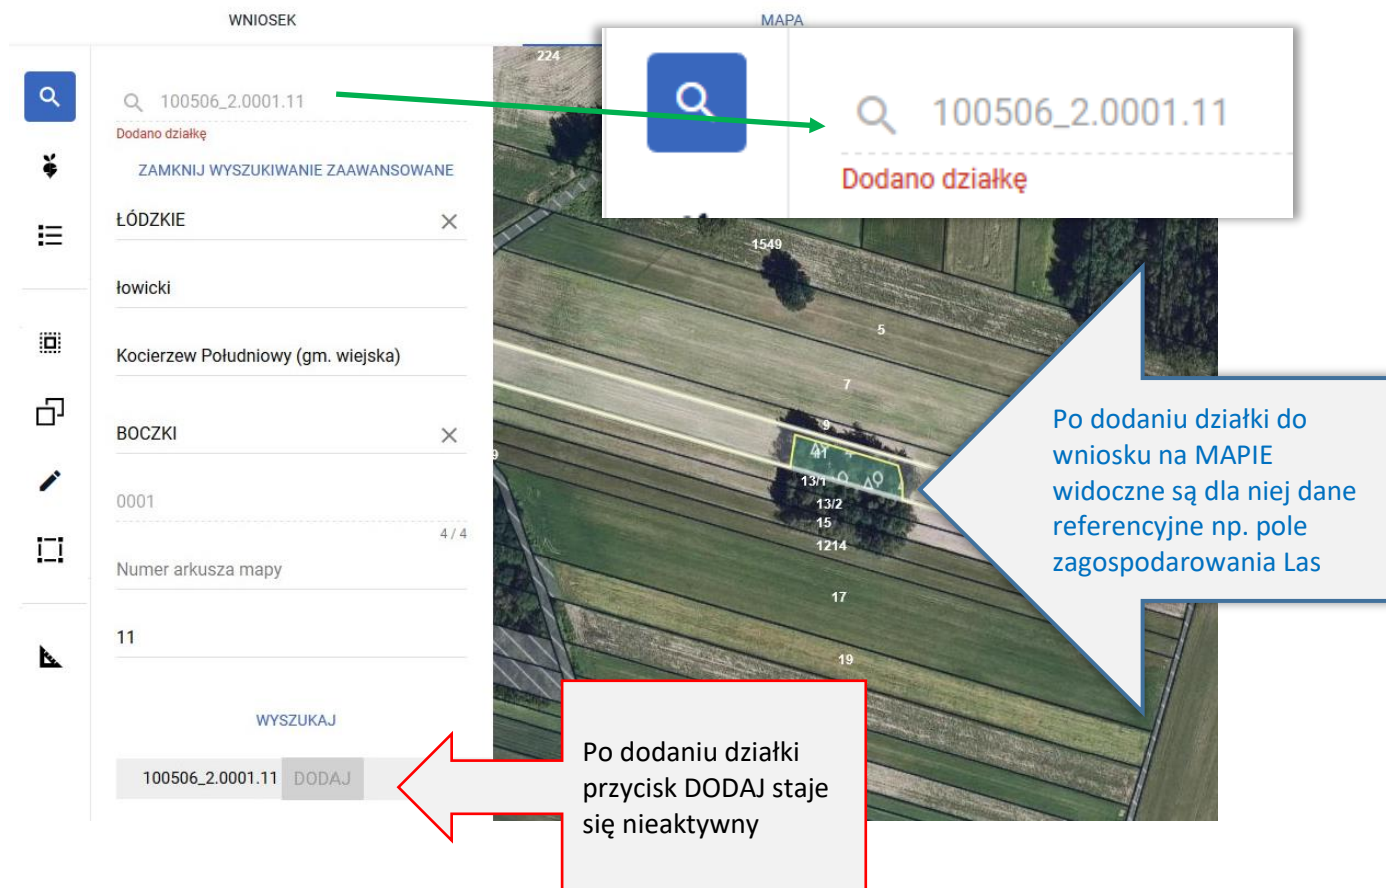 WNIOSEK
MAPA
100506_2.0001.11
Dodano działkę
ZAMKNIJ WYSZUKIWANIE ZAAWANSOWANE
ŁÓDZKIE
łowicki
Kocierzew Południowy (gm. wiejska)
BOCZKI
0001
4 / 4
Numer arkusza mapy
11
WYSZUKAJ
100506_2.0001.11 DODAJ
100506_2.0001.11
Dodano działkę
224
1549
5
7
9
13/1
13/2
15
1214
17
19
Po dodaniu działki do
wniosku na MAPIE
widoczne są dla niej dane
referencyjne np. pole
zagospodarowania Las
Po dodaniu działki
przycisk DODAJ staje
się nieaktywny